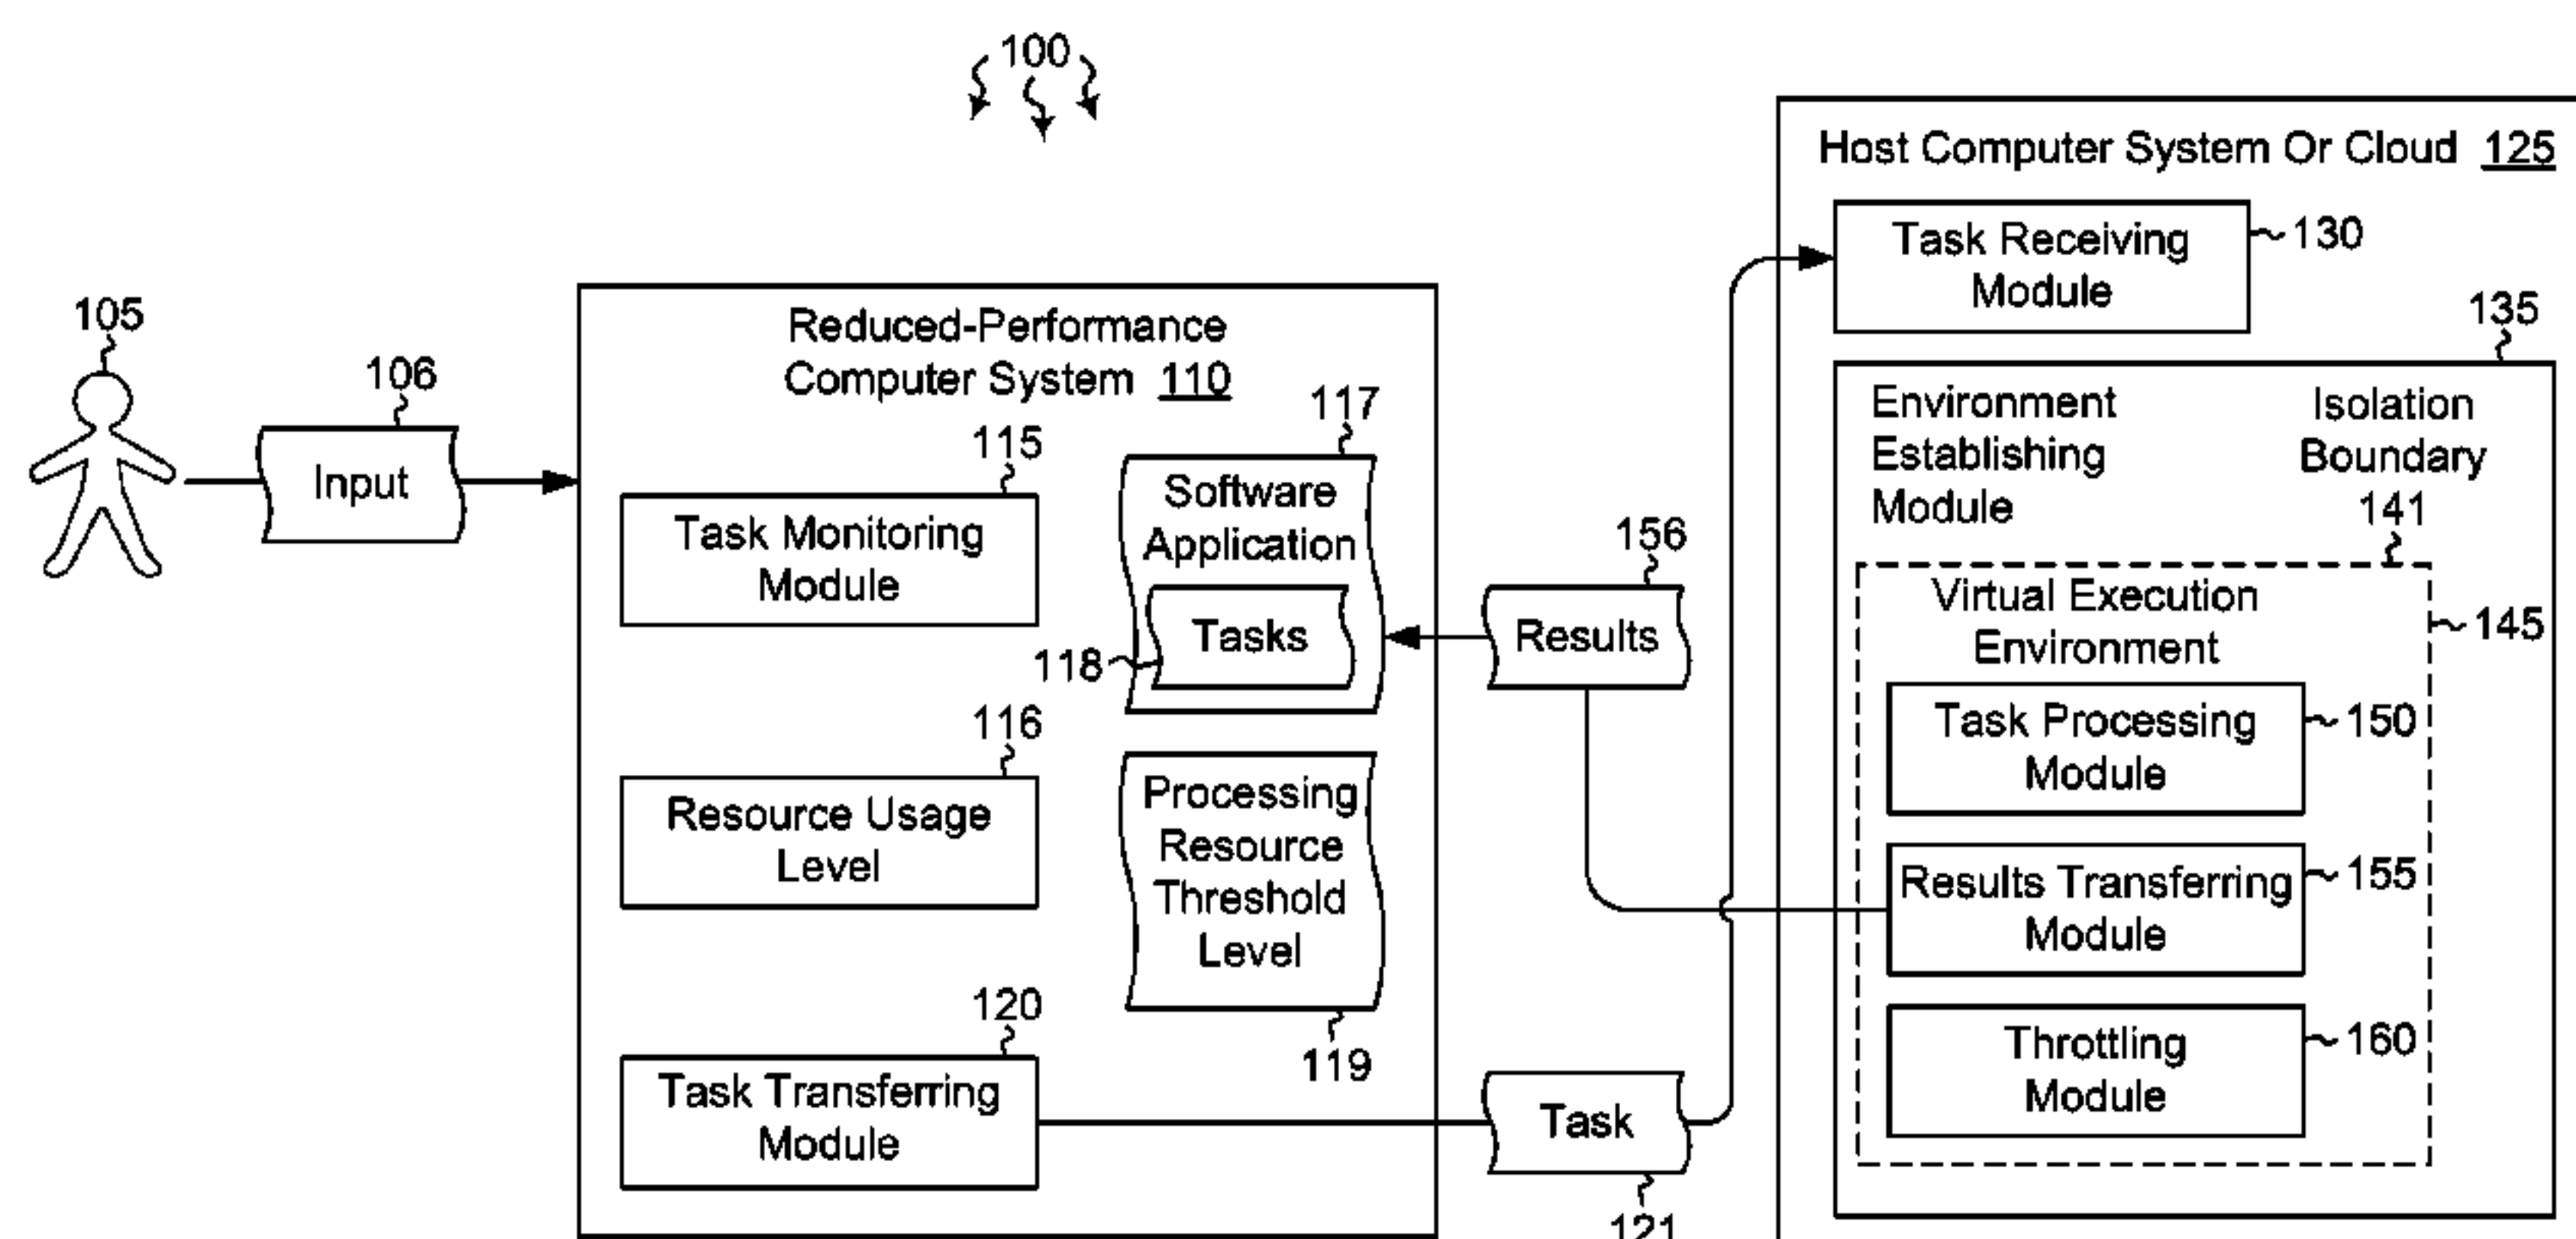 100
105
106
Input
Reduced-Performance
Computer System 110
115
Task Monitoring
Module
116
Resource Usage
Level
120
Task Transferring
Module
117
Software
Application
Tasks
118
Processing
Resource
Threshold
Level
119
156
Results
Task
121
Host Computer System Or Cloud 125
Task Receiving
Module
130
135
Environment
Establishing
Module
Isolation
Boundary
141
Virtual Execution
Environment
145
Task Processing
Module
150
Results Transferring
Module
155
Throttling
Module
160